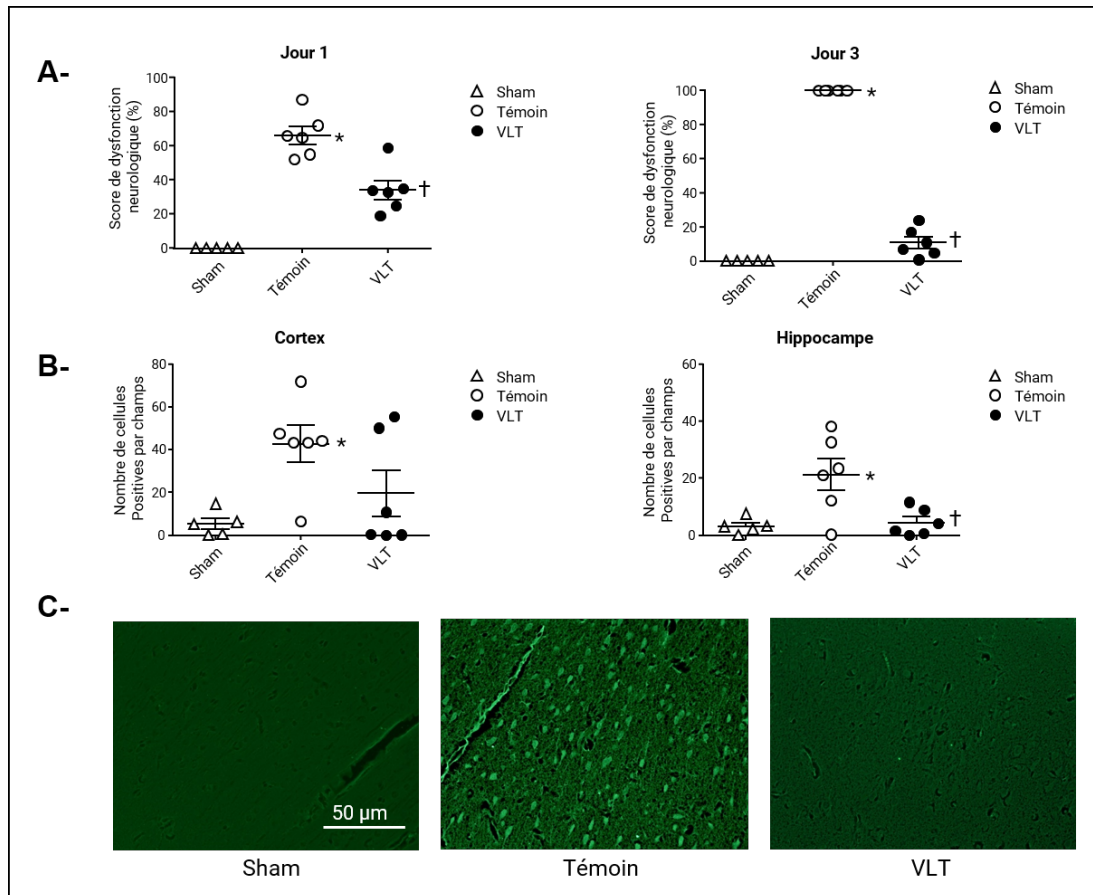 A-
Jour 1
Score de dysfonction
neurologique (%)
100
80
60
40
20
0
*
†
Sham
Témoin
VLT
Sham
Témoin
VLT
Jour 3
Score de dysfonction
neurologique (%)
100
80
60
40
20
0
*
†
Sham
Témoin
VLT
Sham
Témoin
VLT
B-
Cortex
Nombre de cellules
Positives par champs
80
60
40
20
0
*
Sham
Témoin
VLT
Sham
Témoin
VLT
Hippocampe
Nombre de cellules
Positives par champs
60
40
20
0
*
†
Sham
Témoin
VLT
Sham
Témoin
VLT
C-
50 µm
Sham
Témoin
VLT